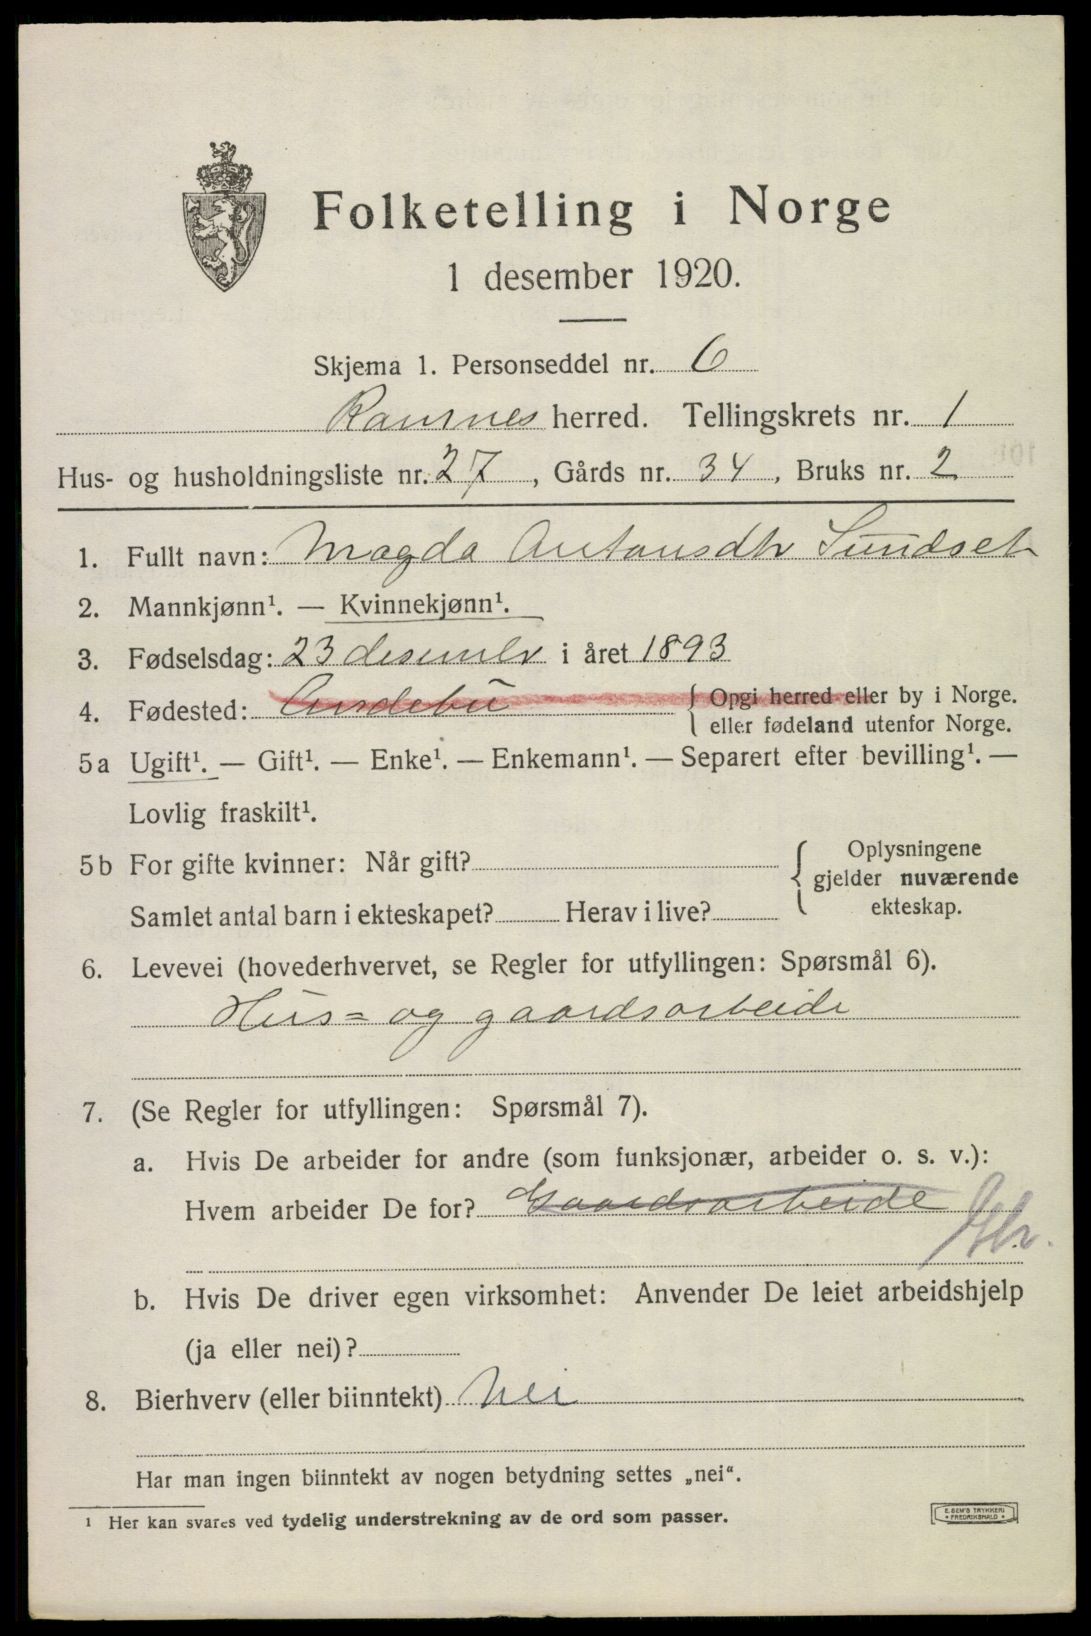 Folketelling i Norge
1 desember 1920.
Skjema 1. Personseddel nr. 6
Ramnes herred. Tellingskrets nr. 1
Hus- og husholdningsliste nr. 27, Gårds nr. 34, Bruks nr. 2
1. Fullt navn: Magda Antonsdtr Sundset
2. Mannkjønn¹. — Kvinnekjønn¹.
3. Fødselsdag: 23 desember i året 1893
4. Fødested: Andebu { Opgi herred eller by i Norge.
eller fødeland utenfor Norge.
5a Ugift¹. — Gift¹. — Enke¹. — Enkemann¹. — Separert efter bevilling¹. —
Lovlig fraskilt¹.
5b For gifte kvinner: Når gift?
Samlet antal barn i ekteskapet? Herav i live?
{ Oplysningene
gjelder nuværende
ekteskap.
6. Levevei (hovederhvervet, se Regler for utfyllingen: Spørsmål 6).
Hus= og gaardsarbeide
7. (Se Regler for utfyllingen: Spørsmål 7).
a. Hvis De arbeider for andre (som funksjonær, arbeider o. s. v.):
Hvem arbeider De for? Gaardsarbeide
b. Hvis De driver egen virksomhet: Anvender De leiet arbeidshjelp
(ja eller nei)?
8. Bierhverv (eller biinntekt) Nei
Har man ingen biinntekt av nogen betydning settes „nei“.
¹ Her kan svares ved tydelig understrekning av de ord som passer.
E. SEM'S TRYKKERI
• FREDRIKSHALD •